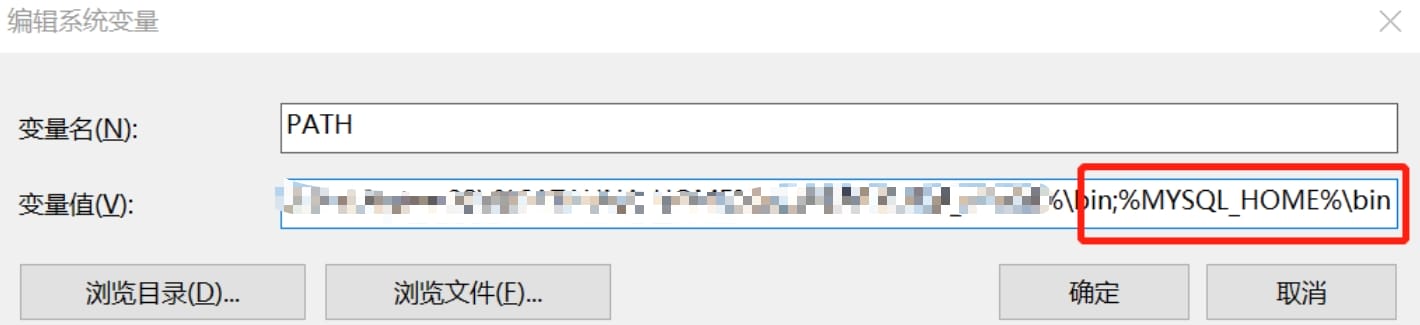 编辑系统变量
变量名(N):
PATH
变量值(V):
%\bin;%MYSQL_HOME%\bin
浏览目录(D)...
浏览文件(F)...
确定
取消